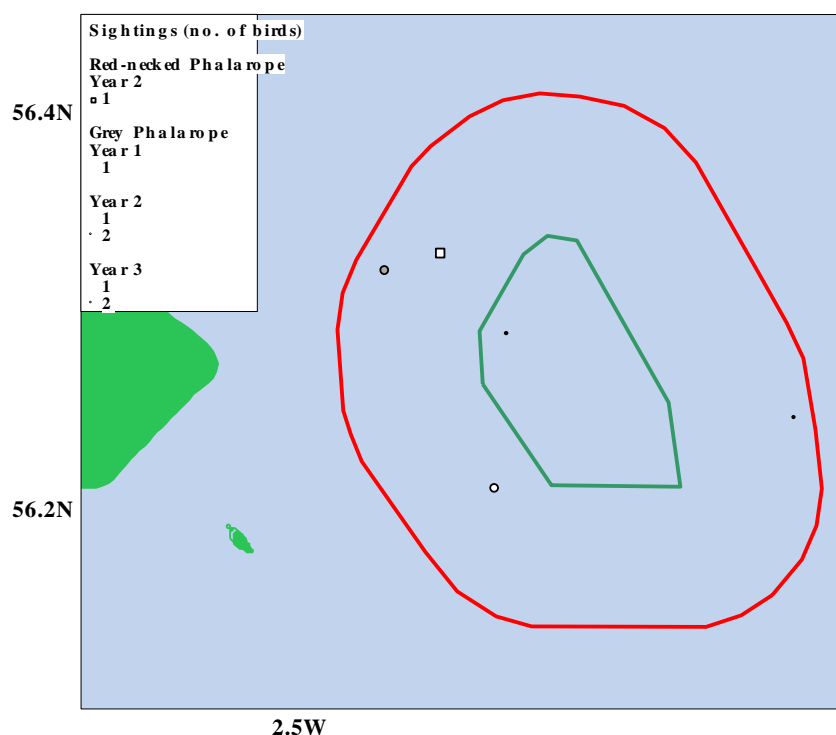 Sightings (no. of birds)
Red-necked Phalarope
Year 2
1
Grey Phalarope
Year 1
1
Year 2
1
2
Year 3
1
2
56.4N
56.2N
2.5W